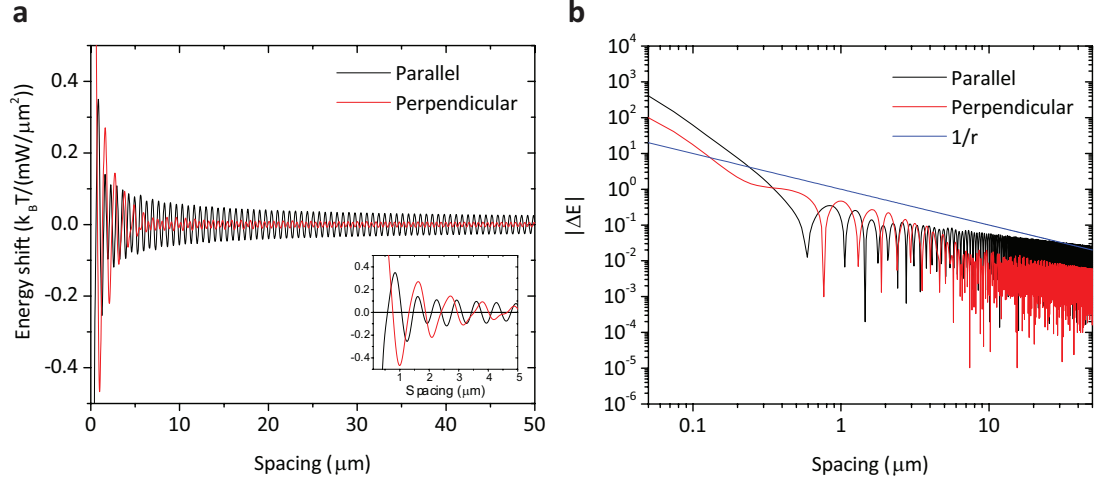 a
Energy shift (k_B T/(mW/μm²))
0.4
0.2
0.0
-0.2
-0.4
Parallel
Perpendicular
0.4
0.2
0.0
-0.2
-0.4
1 2 3 4 5
Spacing (μm)
0 10 20 30 40 50
Spacing (μm)
b
|ΔE|
10⁴
10³
10²
10¹
10⁰
10⁻¹
10⁻²
10⁻³
10⁻⁴
10⁻⁵
10⁻⁶
Parallel
Perpendicular
1/r
0.1 1 10
Spacing (μm)